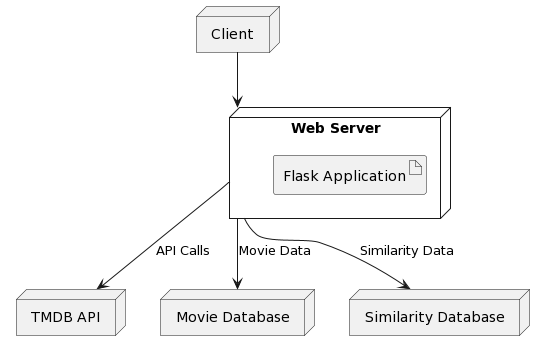 Client
Web Server
Flask Application
API Calls
Movie Data
Similarity Data
TMDB API
Movie Database
Similarity Database